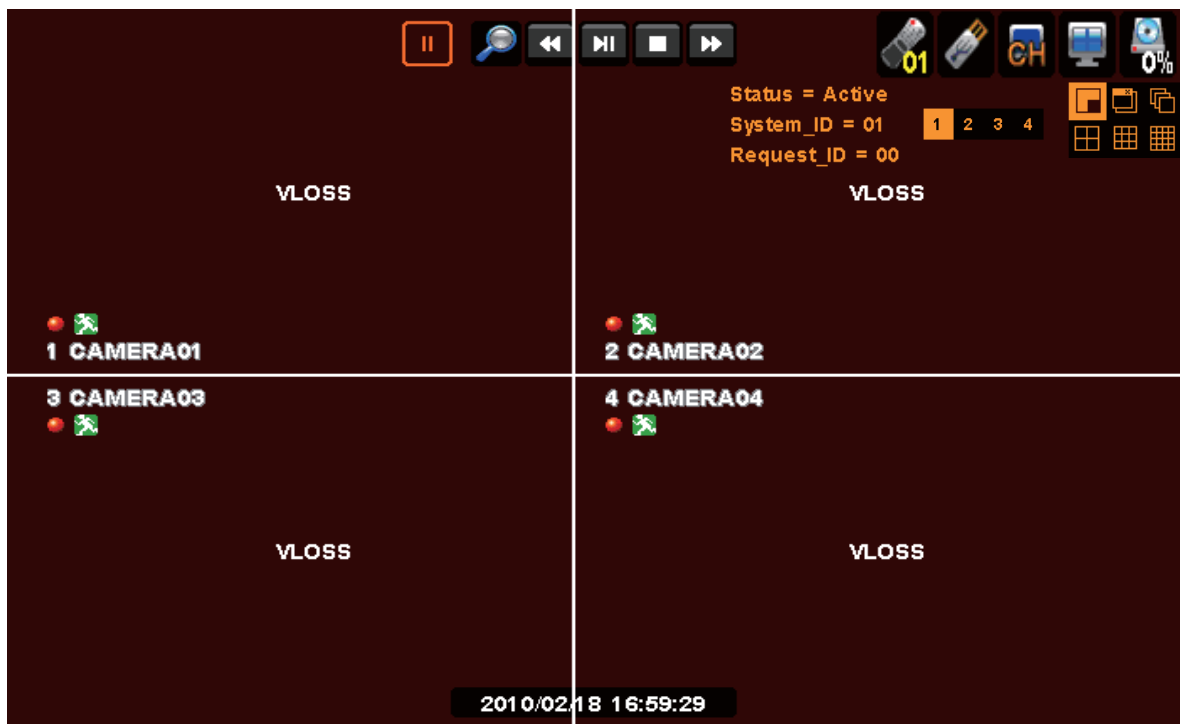 01
CH
0%
Status = Active
System_ID = 01
1 2 3 4
Request_ID = 00
VLOSS
VLOSS
1 CAMERA01
2 CAMERA02
3 CAMERA03
4 CAMERA04
VLOSS
VLOSS
2010/02/18 16:59:29